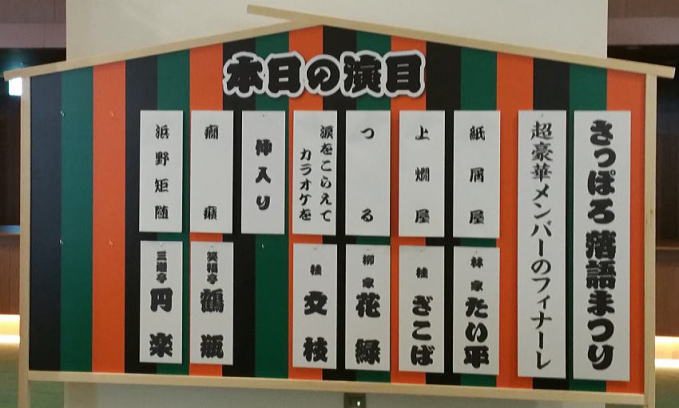 本日の演目
さっぽろ落語まつり
超豪華メンバーのフィナーレ
紙屑屋
林家たい平
上燗屋
桂ざこば
つる
柳家花緑
涙をこらえて
カラオケを
桂文枝
仲入り
癇癪
笑福亭鶴瓶
浜野矩随
三遊亭円楽